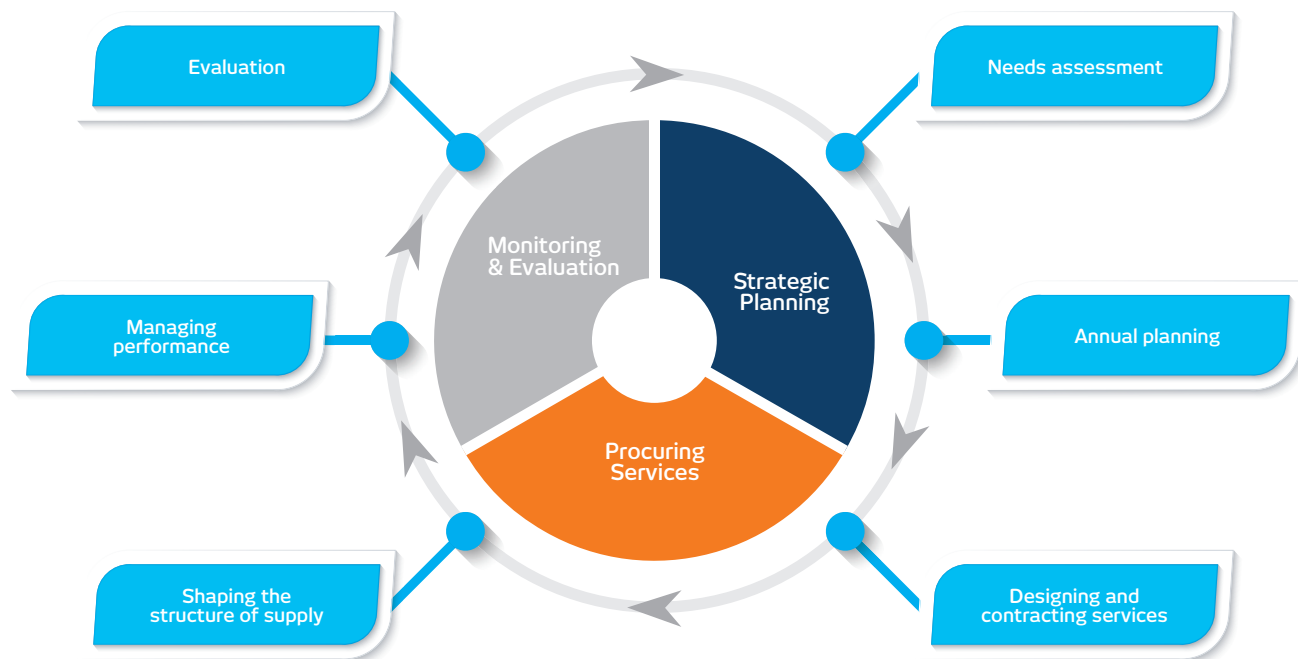 Evaluation
Needs assessment
Monitoring
& Evaluation
Strategic
Planning
Managing
performance
Annual planning
Procuring
Services
Shaping the
structure of supply
Designing and
contracting services